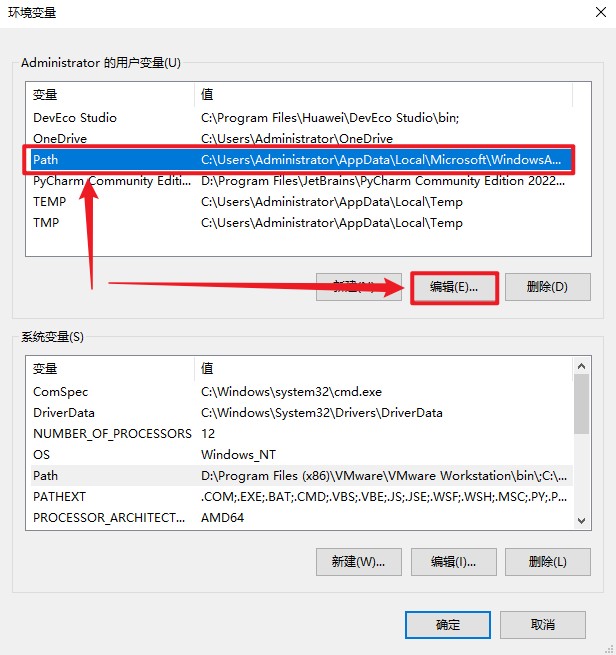 环境变量
Administrator 的用户变量(U)
变量 值
DevEco Studio C:\Program Files\Huawei\DevEco Studio\bin;
OneDrive C:\Users\Administrator\OneDrive
Path C:\Users\Administrator\AppData\Local\Microsoft\WindowsA...
PyCharm Community Editi... D:\Program Files\JetBrains\PyCharm Community Edition 2022...
TEMP C:\Users\Administrator\AppData\Local\Temp
TMP C:\Users\Administrator\AppData\Local\Temp
新建(N)... 编辑(E)... 删除(D)
系统变量(S)
变量 值
ComSpec C:\Windows\system32\cmd.exe
DriverData C:\Windows\System32\Drivers\DriverData
NUMBER_OF_PROCESSORS 12
OS Windows_NT
Path D:\Program Files (x86)\VMware\VMware Workstation\bin\;C:\...
PATHEXT .COM;.EXE;.BAT;.CMD;.VBS;.VBE;.JS;.JSE;.WSF;.WSH;.MSC;.PY;.P...
PROCESSOR_ARCHITECT... AMD64
新建(W)... 编辑(I)... 删除(L)
确定 取消